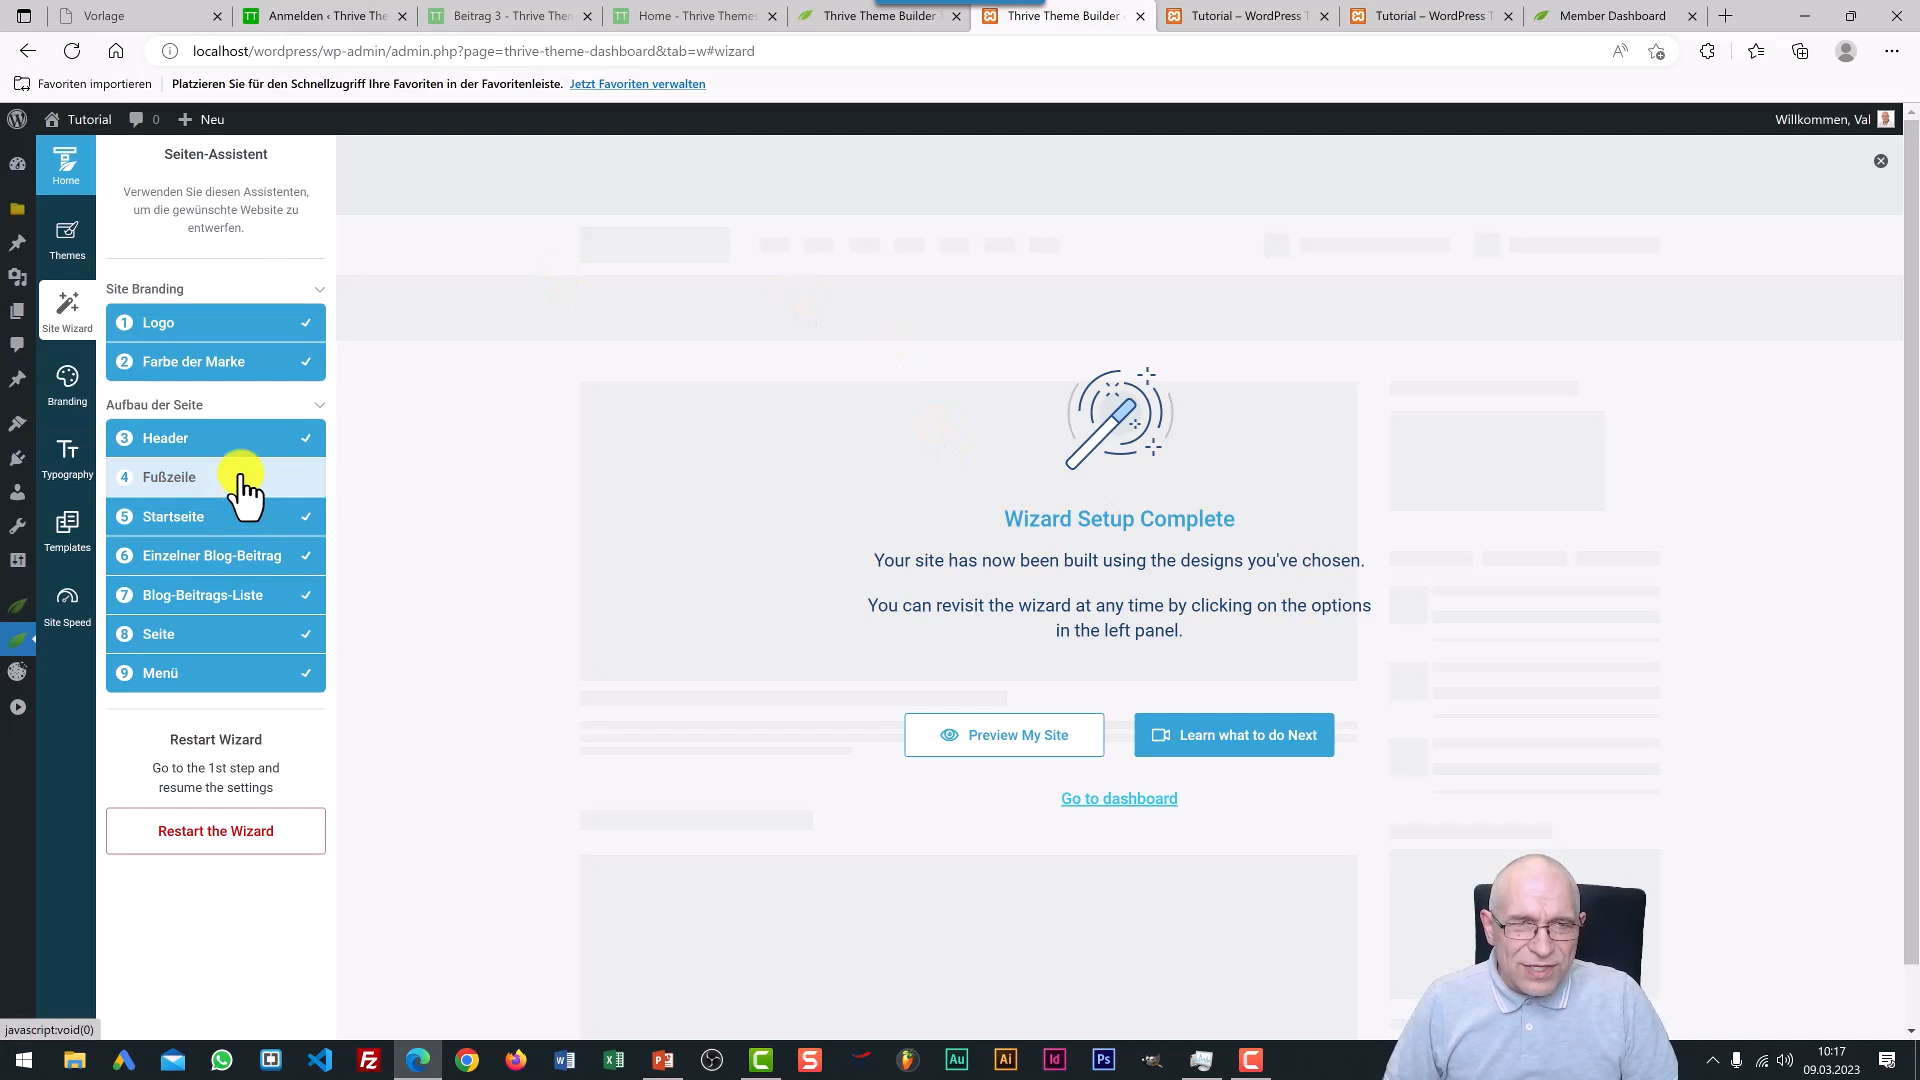 Vorlage
Anmelden ‹ Thrive The
Beitrag 3 - Thrive Then
Home - Thrive Themes
Thrive Theme Builder
Thrive Theme Builder
Tutorial – WordPress T
Tutorial – WordPress T
Member Dashboard
localhost/wordpress/wp-admin/admin.php?page=thrive-theme-dashboard&tab=w#wizard
Favoriten importieren
Platzieren Sie für den Schnellzugriff Ihre Favoriten in der Favoritenleiste. Jetzt Favoriten verwalten
Tutorial
0
Neu
Willkommen, Val
Home
Themes
Site Wizard
Branding
Typography
Templates
Site Speed
Seiten-Assistent
Verwenden Sie diesen Assistenten,
um die gewünschte Website zu
entwerfen.
Site Branding
1 Logo
2 Farbe der Marke
Aufbau der Seite
3 Header
4 Fußzeile
5 Startseite
6 Einzelner Blog-Beitrag
7 Blog-Beitrags-Liste
8 Seite
9 Menü
Restart Wizard
Go to the 1st step and
resume the settings
Restart the Wizard
Wizard Setup Complete
Your site has now been built using the designs you've chosen.
You can revisit the wizard at any time by clicking on the options
in the left panel.
Preview My Site
Learn what to do Next
Go to dashboard
javascript:void(0)
10:17
09.03.2023